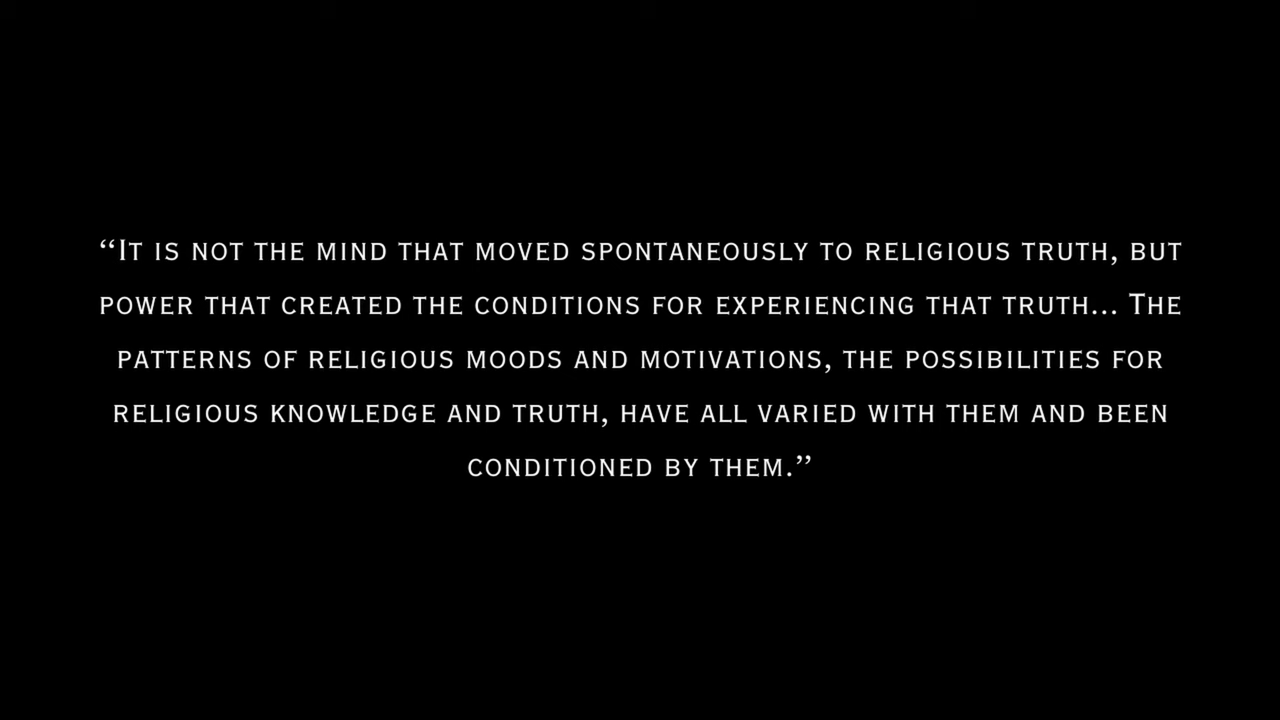 “It is not the mind that moved spontaneously to religious truth, but
power that created the conditions for experiencing that truth... The
patterns of religious moods and motivations, the possibilities for
religious knowledge and truth, have all varied with them and been
conditioned by them.”